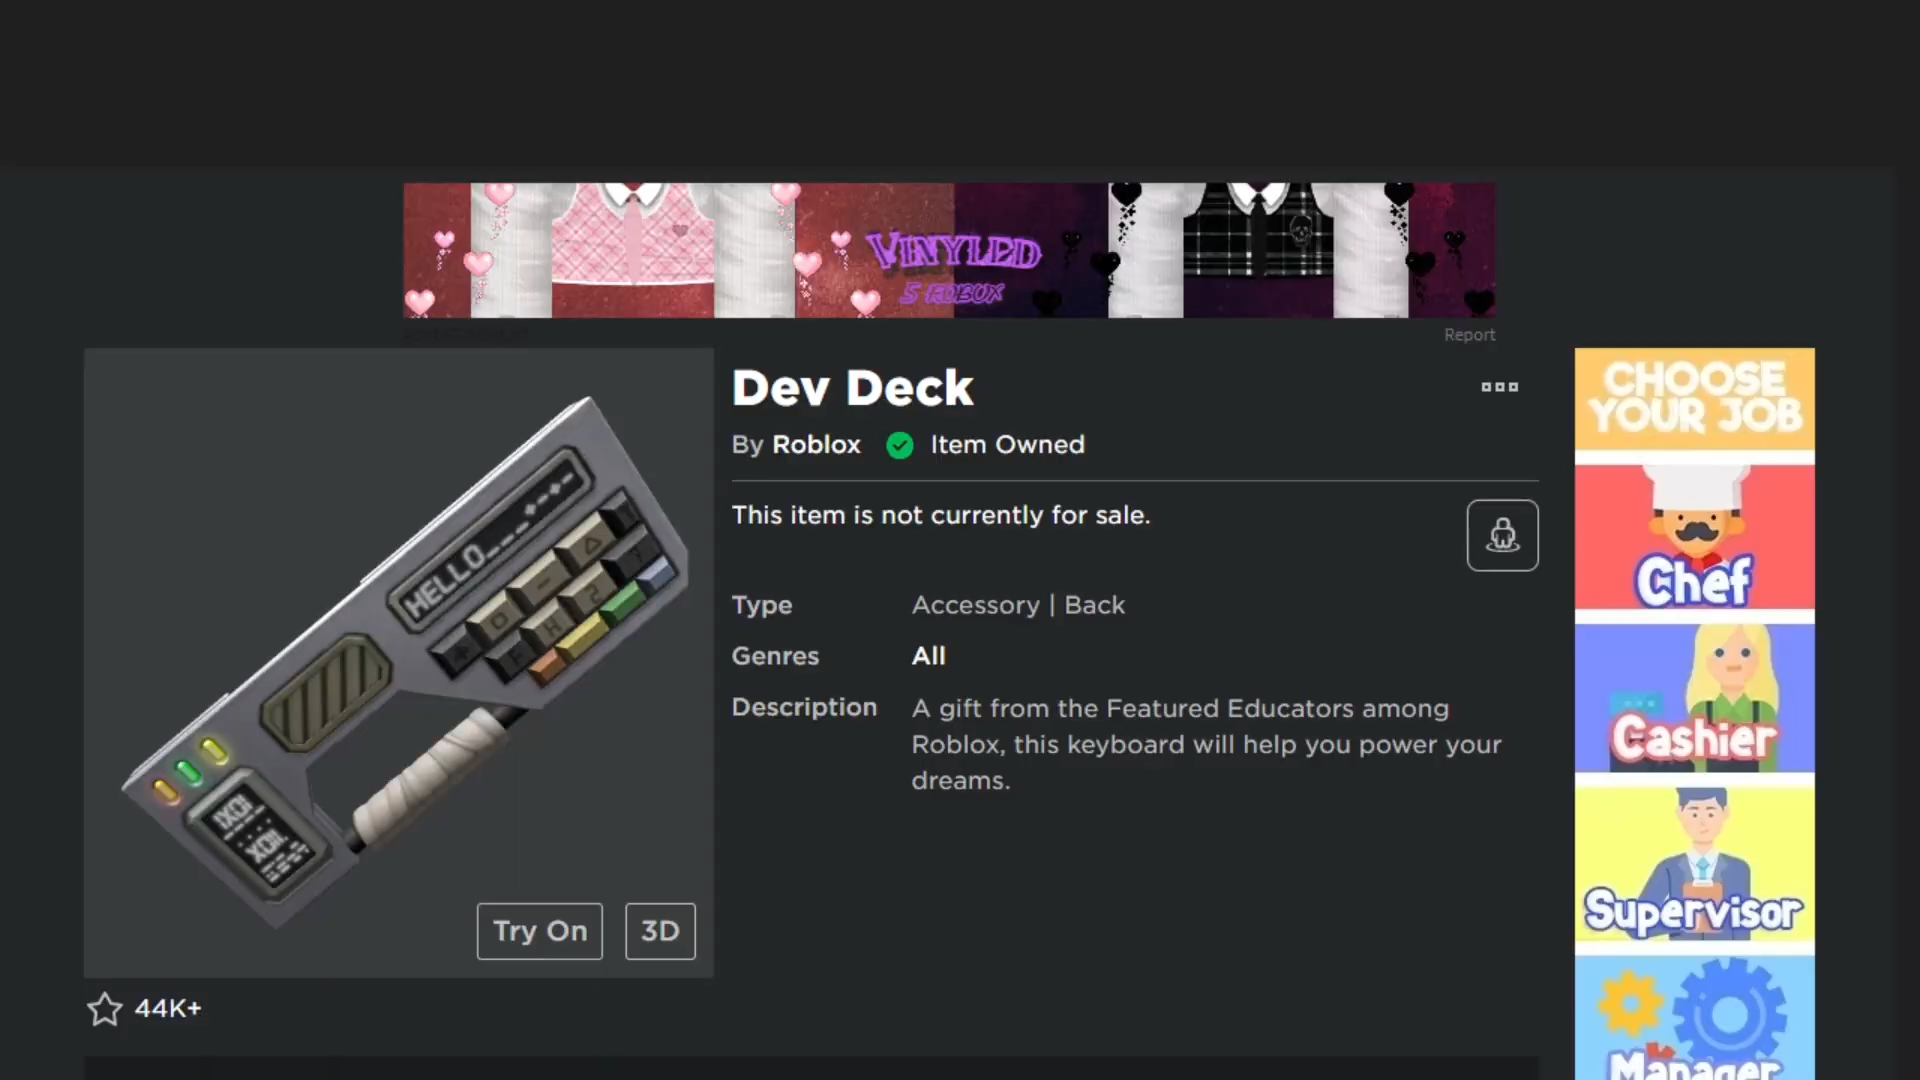 VINYLED
5 ROBUX
Report
Dev Deck
By Roblox Item Owned
This item is not currently for sale.
Type Accessory | Back
Genres All
Description A gift from the Featured Educators among
Roblox, this keyboard will help you power your
dreams.
HELLO
Try On 3D
44K+
CHOOSE
YOUR JOB
Chef
Cashier
Supervisor
Manager